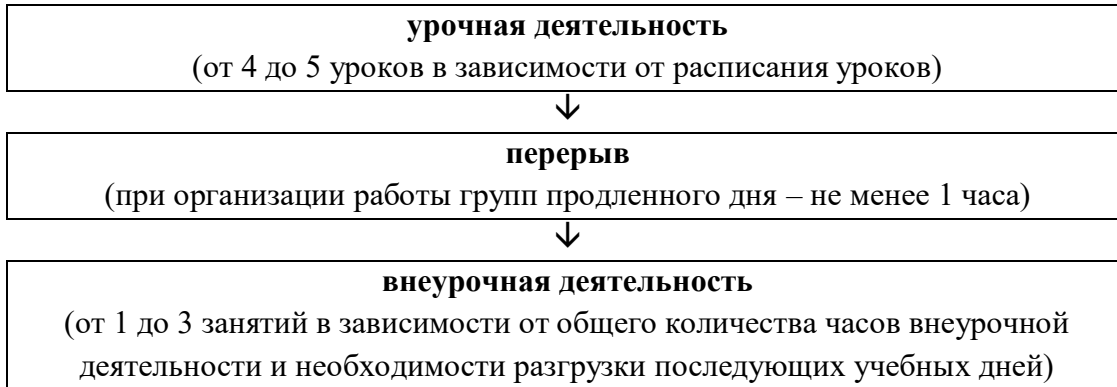 урочная деятельность
(от 4 до 5 уроков в зависимости от расписания уроков)
↓
перерыв
(при организации работы групп продленного дня – не менее 1 часа)
↓
внеурочная деятельность
(от 1 до 3 занятий в зависимости от общего количества часов внеурочной
деятельности и необходимости разгрузки последующих учебных дней)